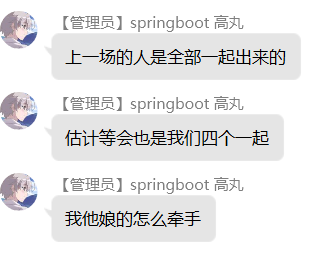 【管理员】springboot 高丸
上一场的人是全部一起出来的
【管理员】springboot 高丸
估计等会也是我们四个一起
【管理员】springboot 高丸
我他娘的怎么牵手